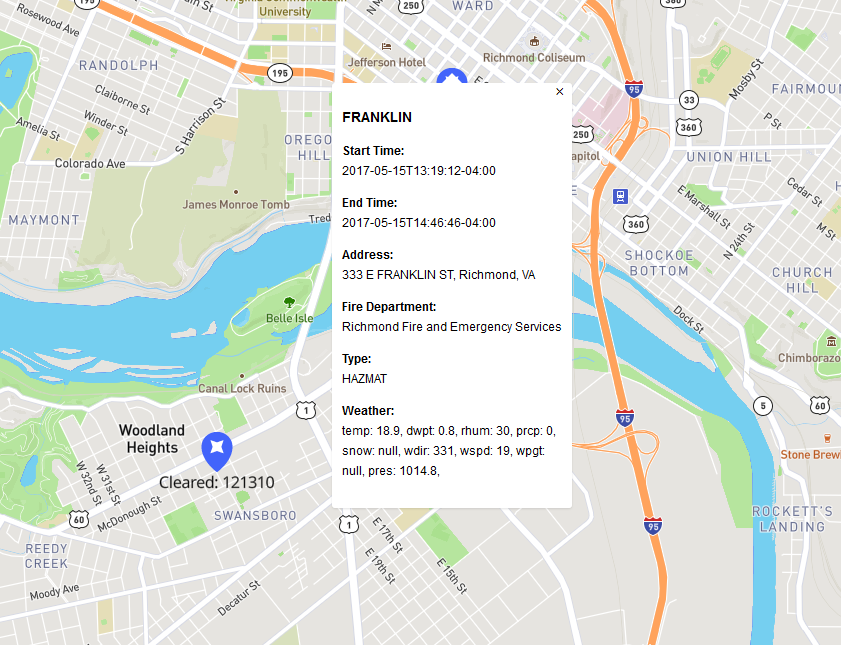 195
Rosewood Ave
Virginia Commonwealth
University
250
WARD
360
RANDOLPH
195
Jefferson Hotel
Richmond Coliseum
95
33
Mosby St
FAIRMOU
Claiborne St
Winder St
Amelia St
S Harrison St
Colorado Ave
OREGO
HILL
250
apitol
360
P St
UNION HILL
James Monroe Tomb
MAYMONT
Tred
E
360
E Marshall St
Cedar St
M St
N 24th St
SHOCKOE
BOTTOM
CHURCH
HILL
Belle Isle
Dock St
Chimborazo
Canal Lock Ruins
1
5
60
95
Woodland
Heights
Cleared: 121310
W 32nd St
W 31st St
McDonough St
60
SWANSBORO
Stone Brew
REEDY
CREEK
Moody Ave
Decatur St
1
E 17th St
E 19th St
E 15th St
95
ROCKETT'S
LANDING
×
FRANKLIN
Start Time:
2017-05-15T13:19:12-04:00
End Time:
2017-05-15T14:46:46-04:00
Address:
333 E FRANKLIN ST, Richmond, VA
Fire Department:
Richmond Fire and Emergency Services
Type:
HAZMAT
Weather:
temp: 18.9, dwpt: 0.8, rhum: 30, prcp: 0,
snow: null, wdir: 331, wspd: 19, wpgt:
null, pres: 1014.8,